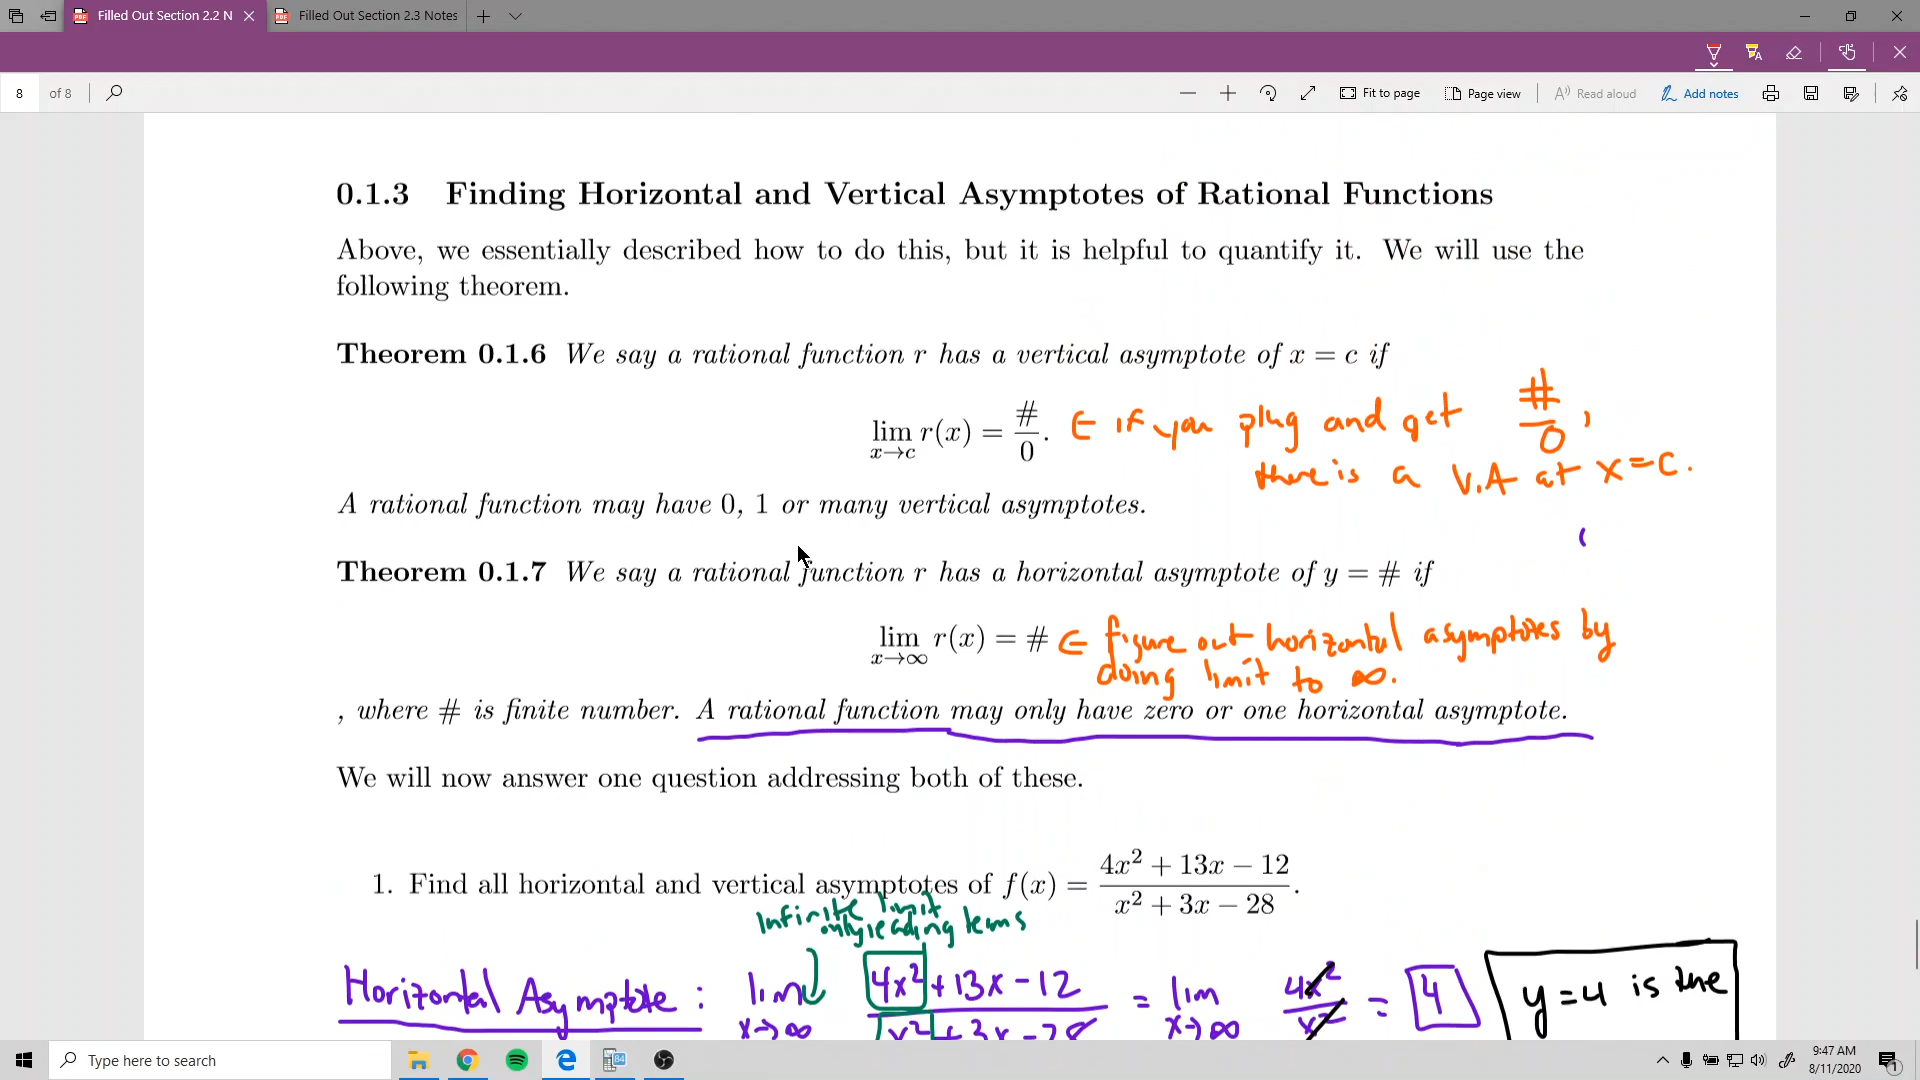 Filled Out Section 2.2 N
Filled Out Section 2.3 Notes
8 of 8
Fit to page
Page view
Read aloud
Add notes
0.1.3 Finding Horizontal and Vertical Asymptotes of Rational Functions
Above, we essentially described how to do this, but it is helpful to quantify it. We will use the
following theorem.
Theorem 0.1.6 We say a rational function r has a vertical asymptote of x = c if
lim x→c r(x) = #/0. ∈ if you plug and get #/0,
there is a V.A at x=c.
A rational function may have 0, 1 or many vertical asymptotes.
Theorem 0.1.7 We say a rational function r has a horizontal asymptote of y = # if
lim x→∞ r(x) = # ∈ figure out horizontal asymptotes by
doing limit to ∞.
, where # is finite number. A rational function may only have zero or one horizontal asymptote.
We will now answer one question addressing both of these.
1. Find all horizontal and vertical asymptotes of f(x) = (4x² + 13x − 12)/(x² + 3x − 28).
Infinite limit
only leading terms
Horizontal Asymptote: lim x→∞ (4x²+13x-12)/(x²+3x-28) = lim x→∞ 4x²/x² = 4
y=4 is the
Type here to search
84
9:47 AM
8/11/2020
1